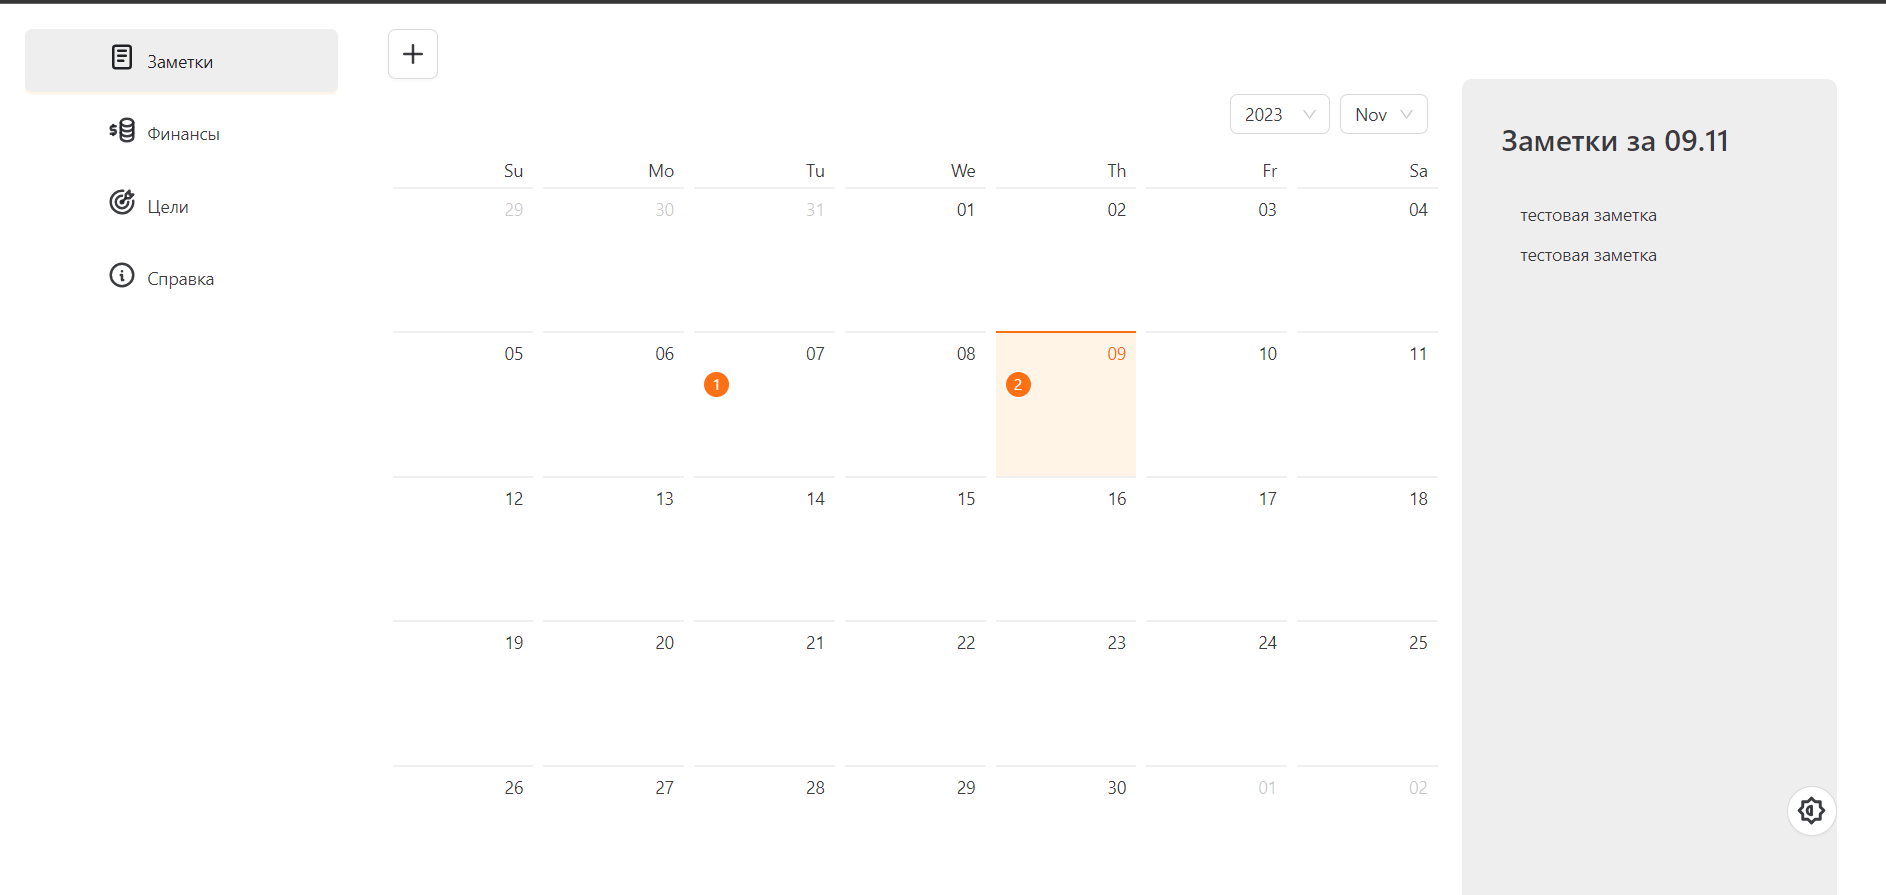 Заметки
Финансы
Цели
Справка
2023 Nov
Su Mo Tu We Th Fr Sa
29 30 31 01 02 03 04
05 06 07 08 09 10 11
1 2
12 13 14 15 16 17 18
19 20 21 22 23 24 25
26 27 28 29 30 01 02
Заметки за 09.11
тестовая заметка
тестовая заметка